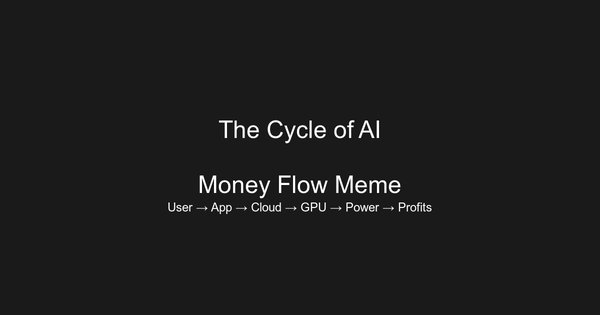 The Cycle of AI
Money Flow Meme
User → App → Cloud → GPU → Power → Profits